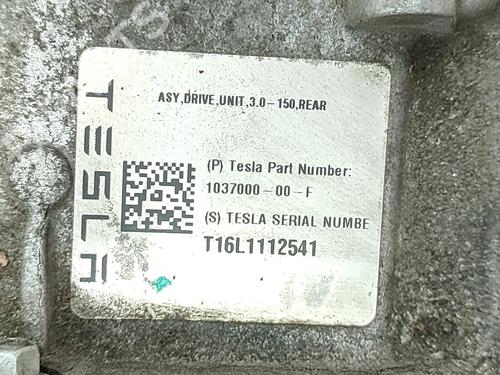 TESLA
ASY,DRIVE,UNIT,3.0-150,REAR
(P) Tesla Part Number:
1037000-00-F
(S) TESLA SERIAL NUMBE
T16L1112541